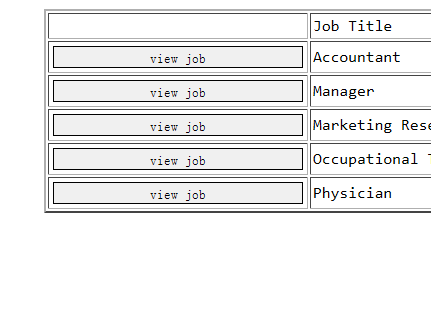 Job Title
view job Accountant
view job Manager
view job Marketing
view job Occupational
view job Physician